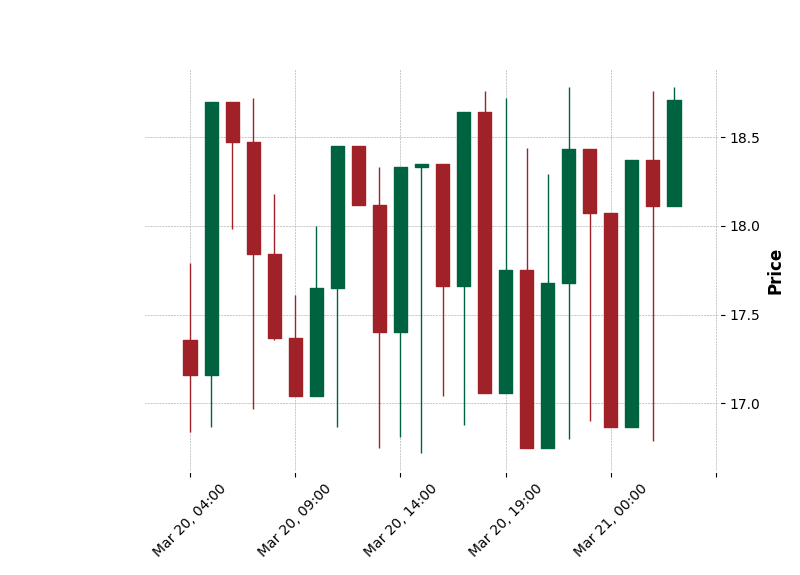 18.5
18.0
17.5
17.0
Price
Mar 20, 04:00
Mar 20, 09:00
Mar 20, 14:00
Mar 20, 19:00
Mar 21, 00:00